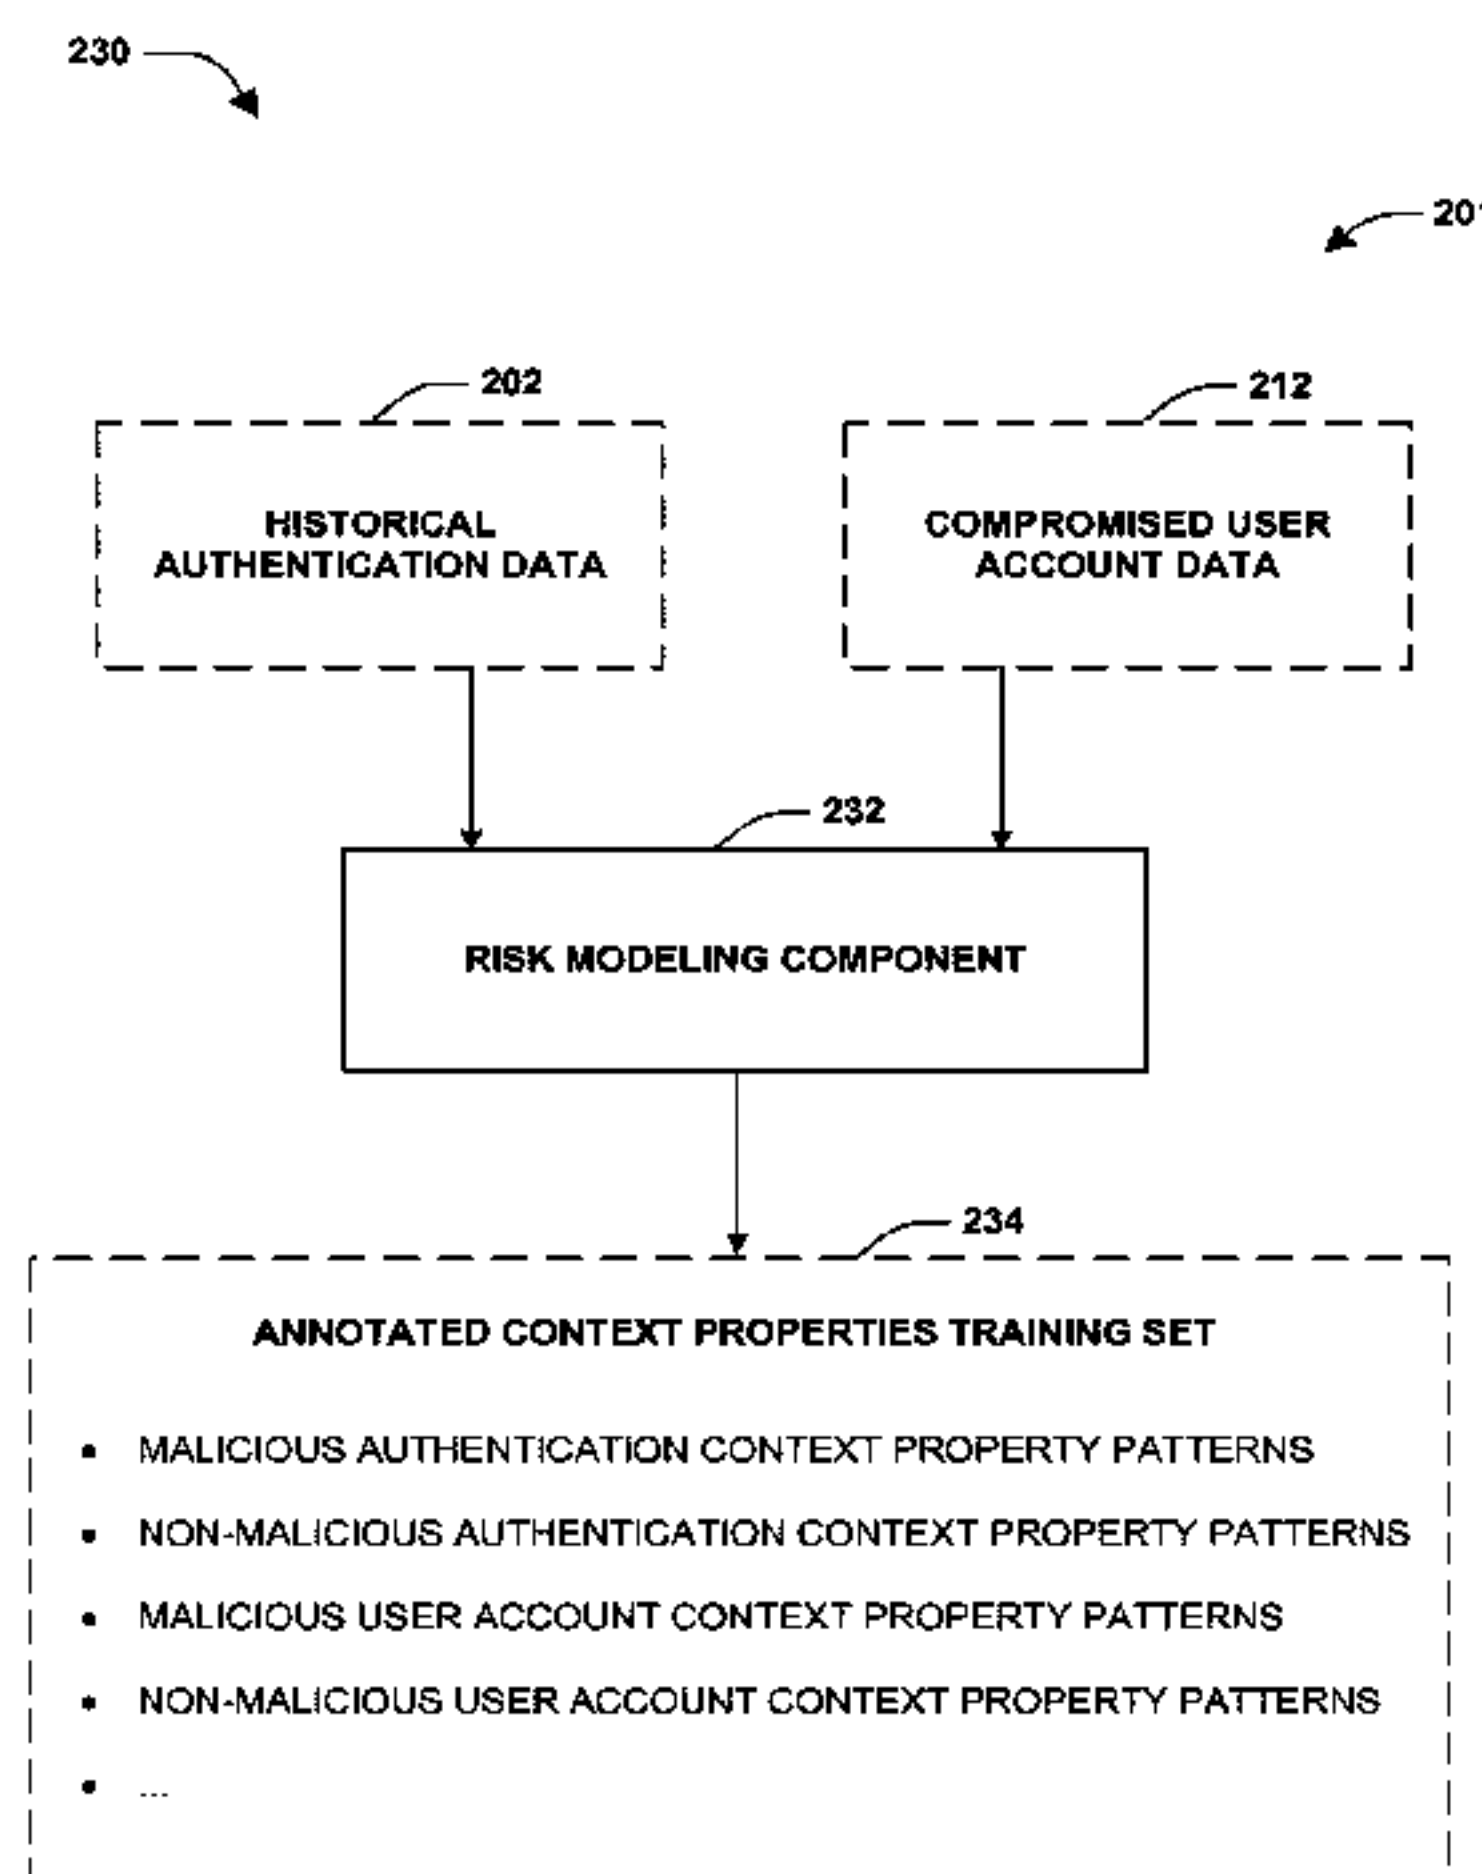 230
202
212
HISTORICAL
AUTHENTICATION DATA
COMPROMISED USER
ACCOUNT DATA
232
RISK MODELING COMPONENT
234
ANNOTATED CONTEXT PROPERTIES TRAINING SET
• MALICIOUS AUTHENTICATION CONTEXT PROPERTY PATTERNS
• NON-MALICIOUS AUTHENTICATION CONTEXT PROPERTY PATTERNS
• MALICIOUS USER ACCOUNT CONTEXT PROPERTY PATTERNS
• NON-MALICIOUS USER ACCOUNT CONTEXT PROPERTY PATTERNS
• ...